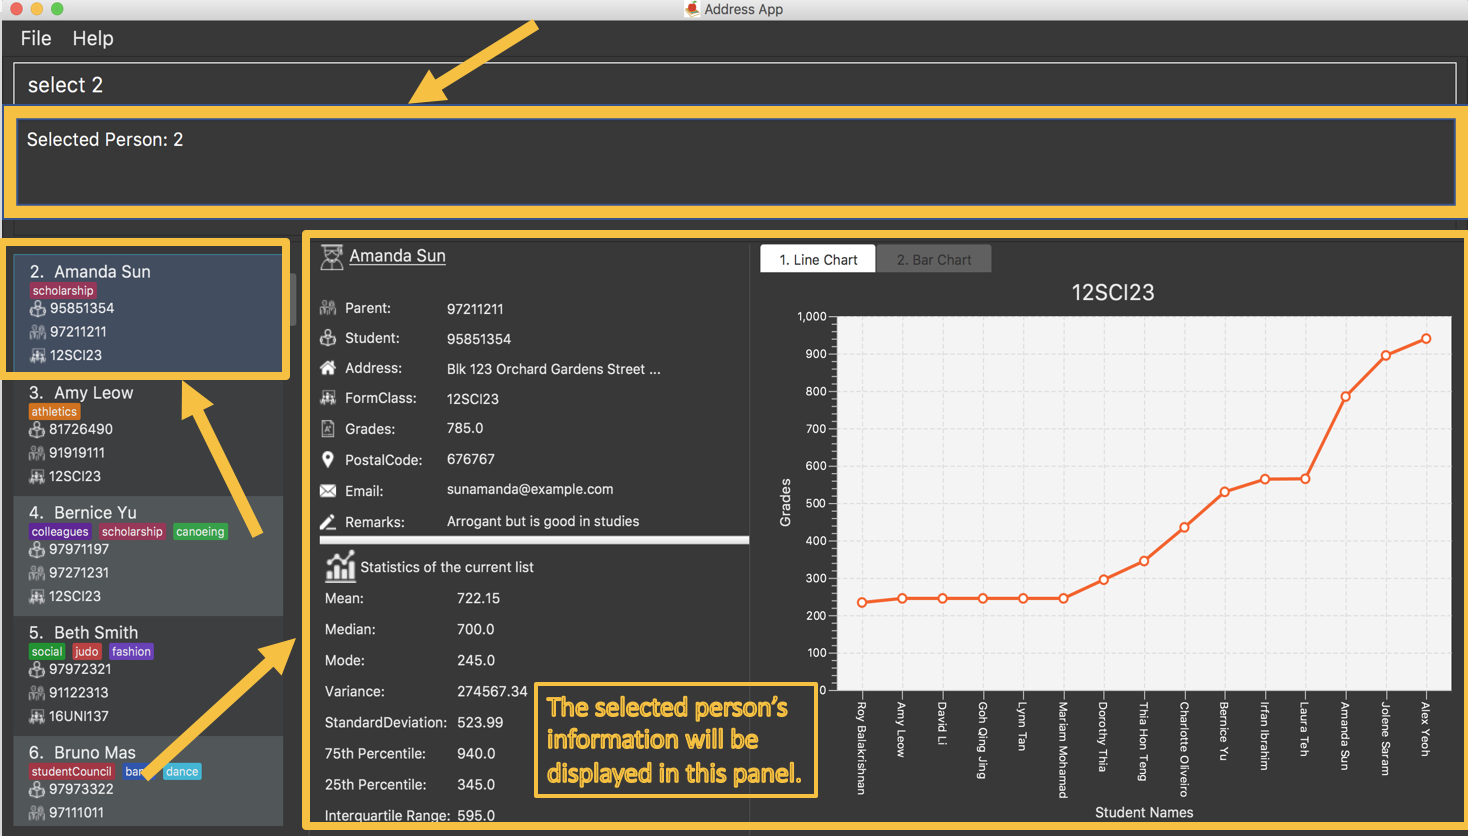 Address App
File Help
select 2
Selected Person: 2
2. Amanda Sun
scholarship
95851354
97211211
12SCI23
3. Amy Leow
athletics
81726490
91919111
12SCI23
4. Bernice Yu
colleagues scholarship canoeing
97971197
97271231
12SCI23
5. Beth Smith
social judo fashion
97972321
91122313
16UNI137
6. Bruno Mas
studentCouncil dance
97973322
97111011
Amanda Sun
Parent: 97211211
Student: 95851354
Address: Blk 123 Orchard Gardens Street ...
FormClass: 12SCI23
Grades: 785.0
PostalCode: 676767
Email: sunamanda@example.com
Remarks: Arrogant but is good in studies
Statistics of the current list
Mean: 722.15
Median: 700.0
Mode: 245.0
Variance: 274567.34
StandardDeviation: 523.99
75th Percentile: 940.0
25th Percentile: 345.0
Interquartile Range: 595.0
The selected person's
information will be
displayed in this panel.
1. Line Chart 2. Bar Chart
12SCI23
1,000
900
800
700
600
500
400
300
200
100
0
Grades
Roy Balakrishnan
Amy Leow
David Li
Goh Qing Jing
Lynn Tan
Mariam Mohamad
Dorothy Thia
Thia Hon Teng
Charlotte Oliveiro
Bernice Yu
Irfan Ibrahim
Laura Teh
Amanda Sun
Jolene Saram
Alex Yeoh
Student Names